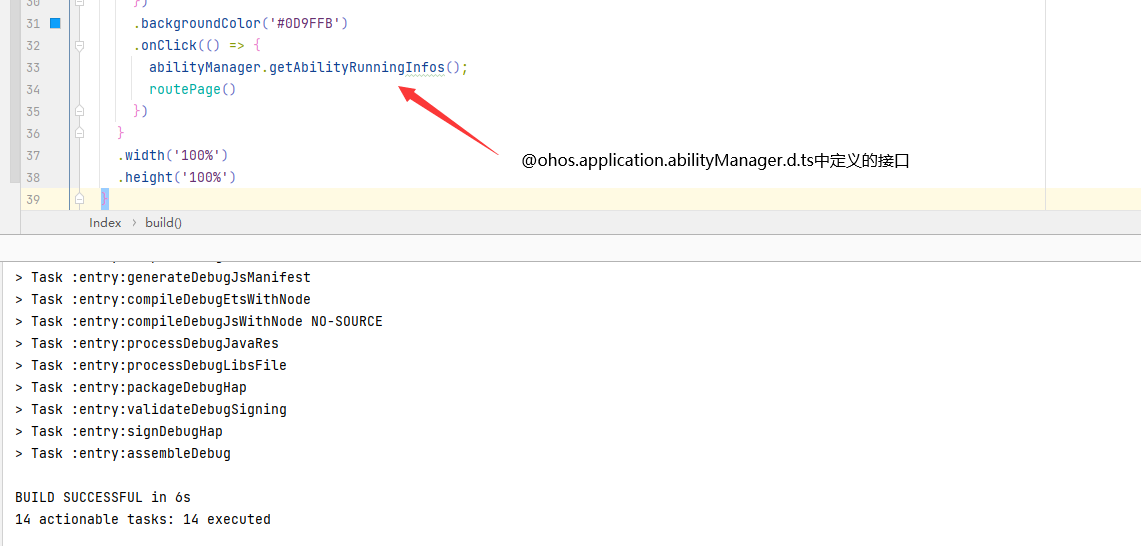 30
})
31
.backgroundColor('#0D9FFB')
32
.onClick(() => {
33
abilityManager.getAbilityRunningInfos();
34
routePage()
35
})
36
}
37
.width('100%')
38
.height('100%')
39
}
@ohos.application.abilityManager.d.ts中定义的接口
Index › build()
> Task :entry:generateDebugJsManifest
> Task :entry:compileDebugEtsWithNode
> Task :entry:compileDebugJsWithNode NO-SOURCE
> Task :entry:processDebugJavaRes
> Task :entry:processDebugLibsFile
> Task :entry:packageDebugHap
> Task :entry:validateDebugSigning
> Task :entry:signDebugHap
> Task :entry:assembleDebug
BUILD SUCCESSFUL in 6s
14 actionable tasks: 14 executed